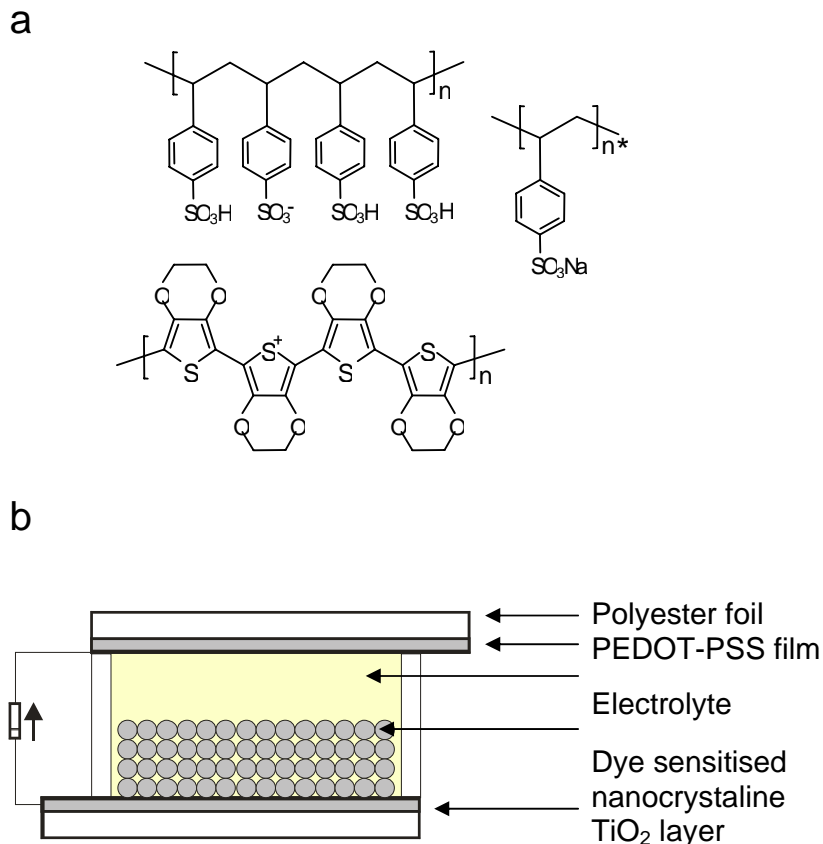 a
n
n*
SO3H SO3- SO3H SO3H
SO3Na
O O O O
S S+ S S
n
O O O O
b
Polyester foil
PEDOT-PSS film
Electrolyte
Dye sensitised
nanocrystaline
TiO2 layer